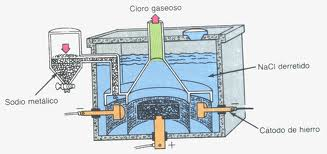 Cloro gaseoso
NaCl derretido
Sodio metálico
Cátodo de hierro
−
−
+